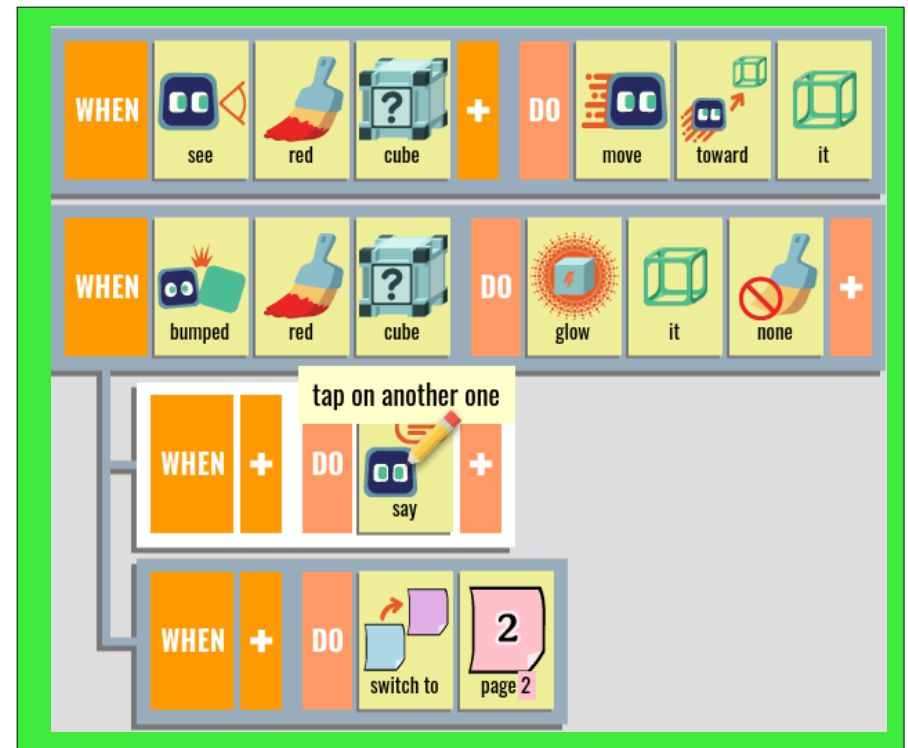 WHEN see red cube + DO move toward it
WHEN bumped red cube DO glow it none +
tap on another one
WHEN + DO say +
WHEN + DO switch to 2 page 2